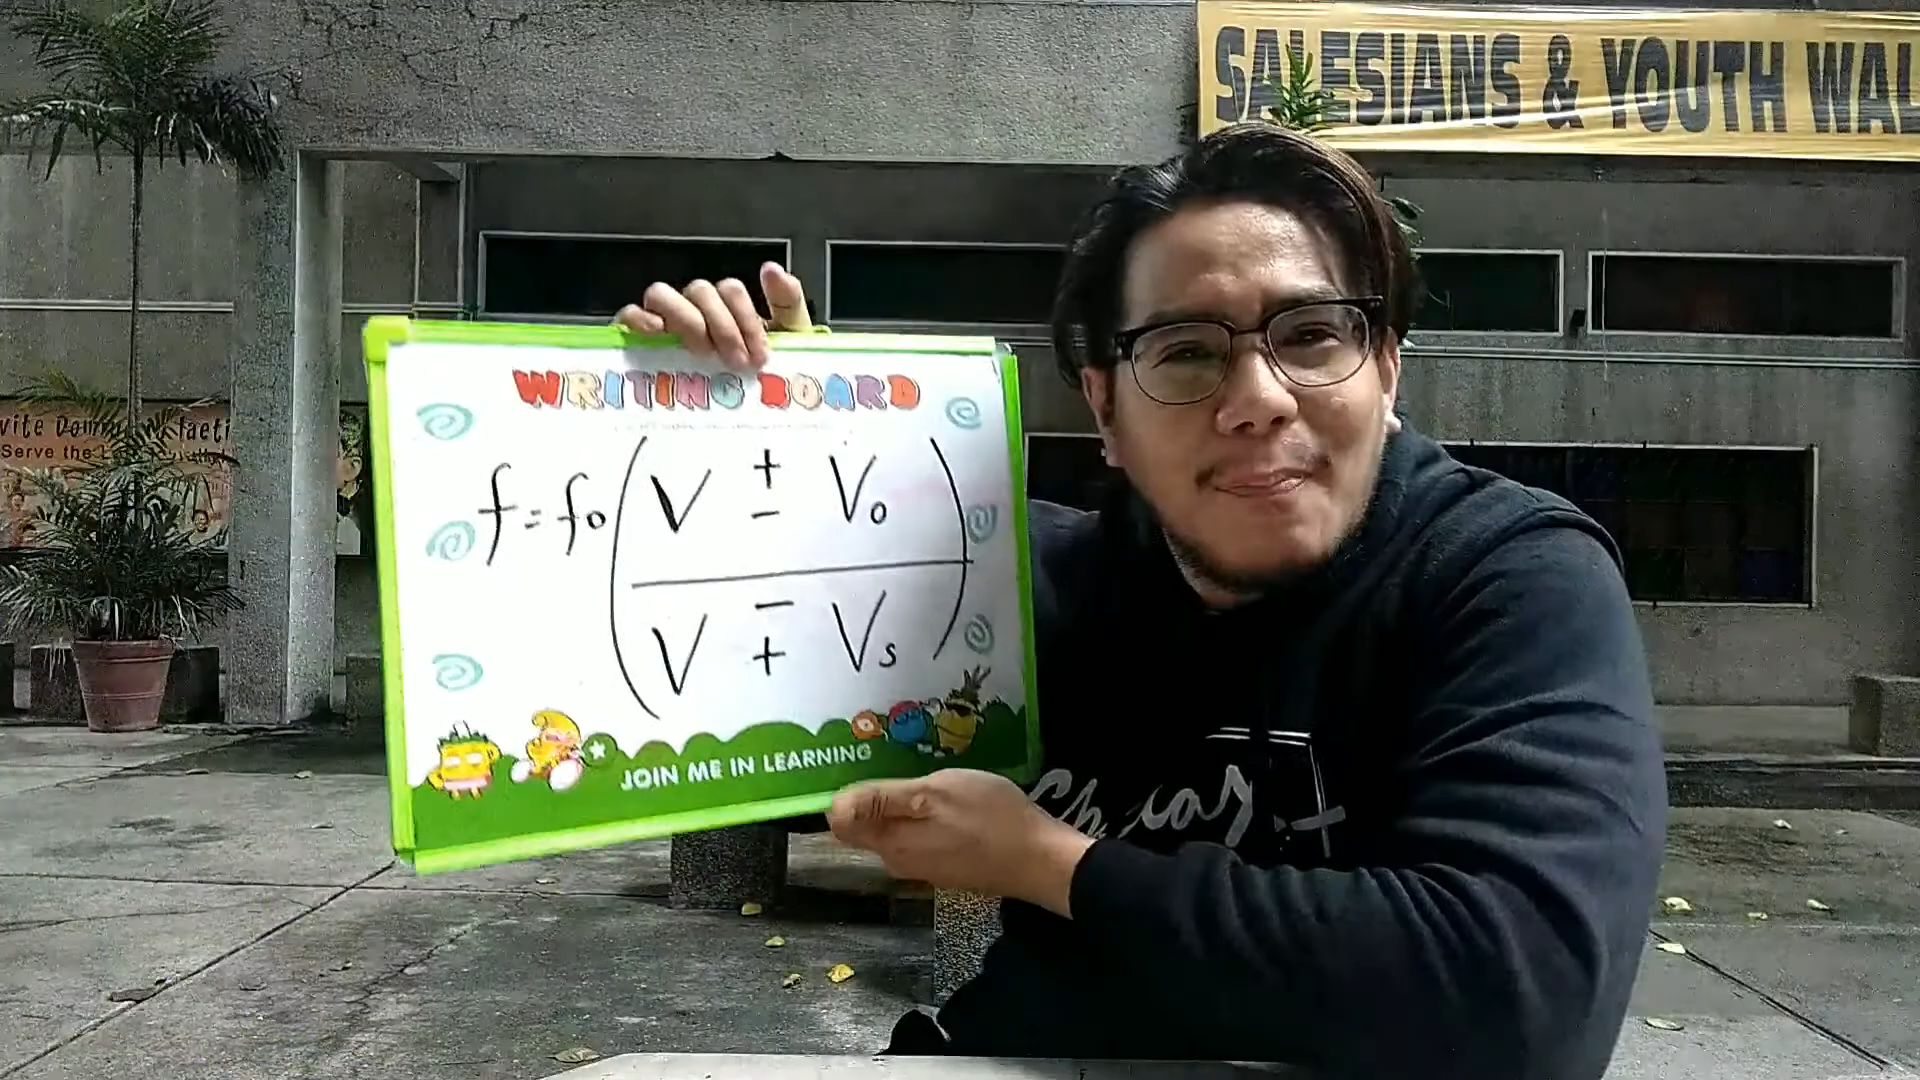 SALESIANS & YOUTH WAL
WRITING BOARD
f = fo ( V ± Vo / V ∓ Vs )
JOIN ME IN LEARNING
Serve the